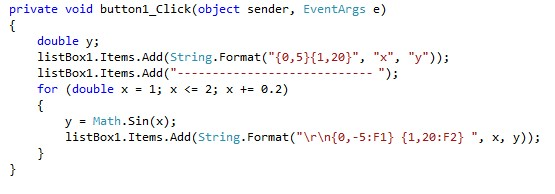 private void button1_Click(object sender, EventArgs e)
{
    double y;
    listBox1.Items.Add(String.Format("{0,5}{1,20}", "x", "y"));
    listBox1.Items.Add("---------------------------- ");
    for (double x = 1; x <= 2; x += 0.2)
    {
        y = Math.Sin(x);
        listBox1.Items.Add(String.Format("\r\n{0,-5:F1} {1,20:F2} ", x, y));
    }
}